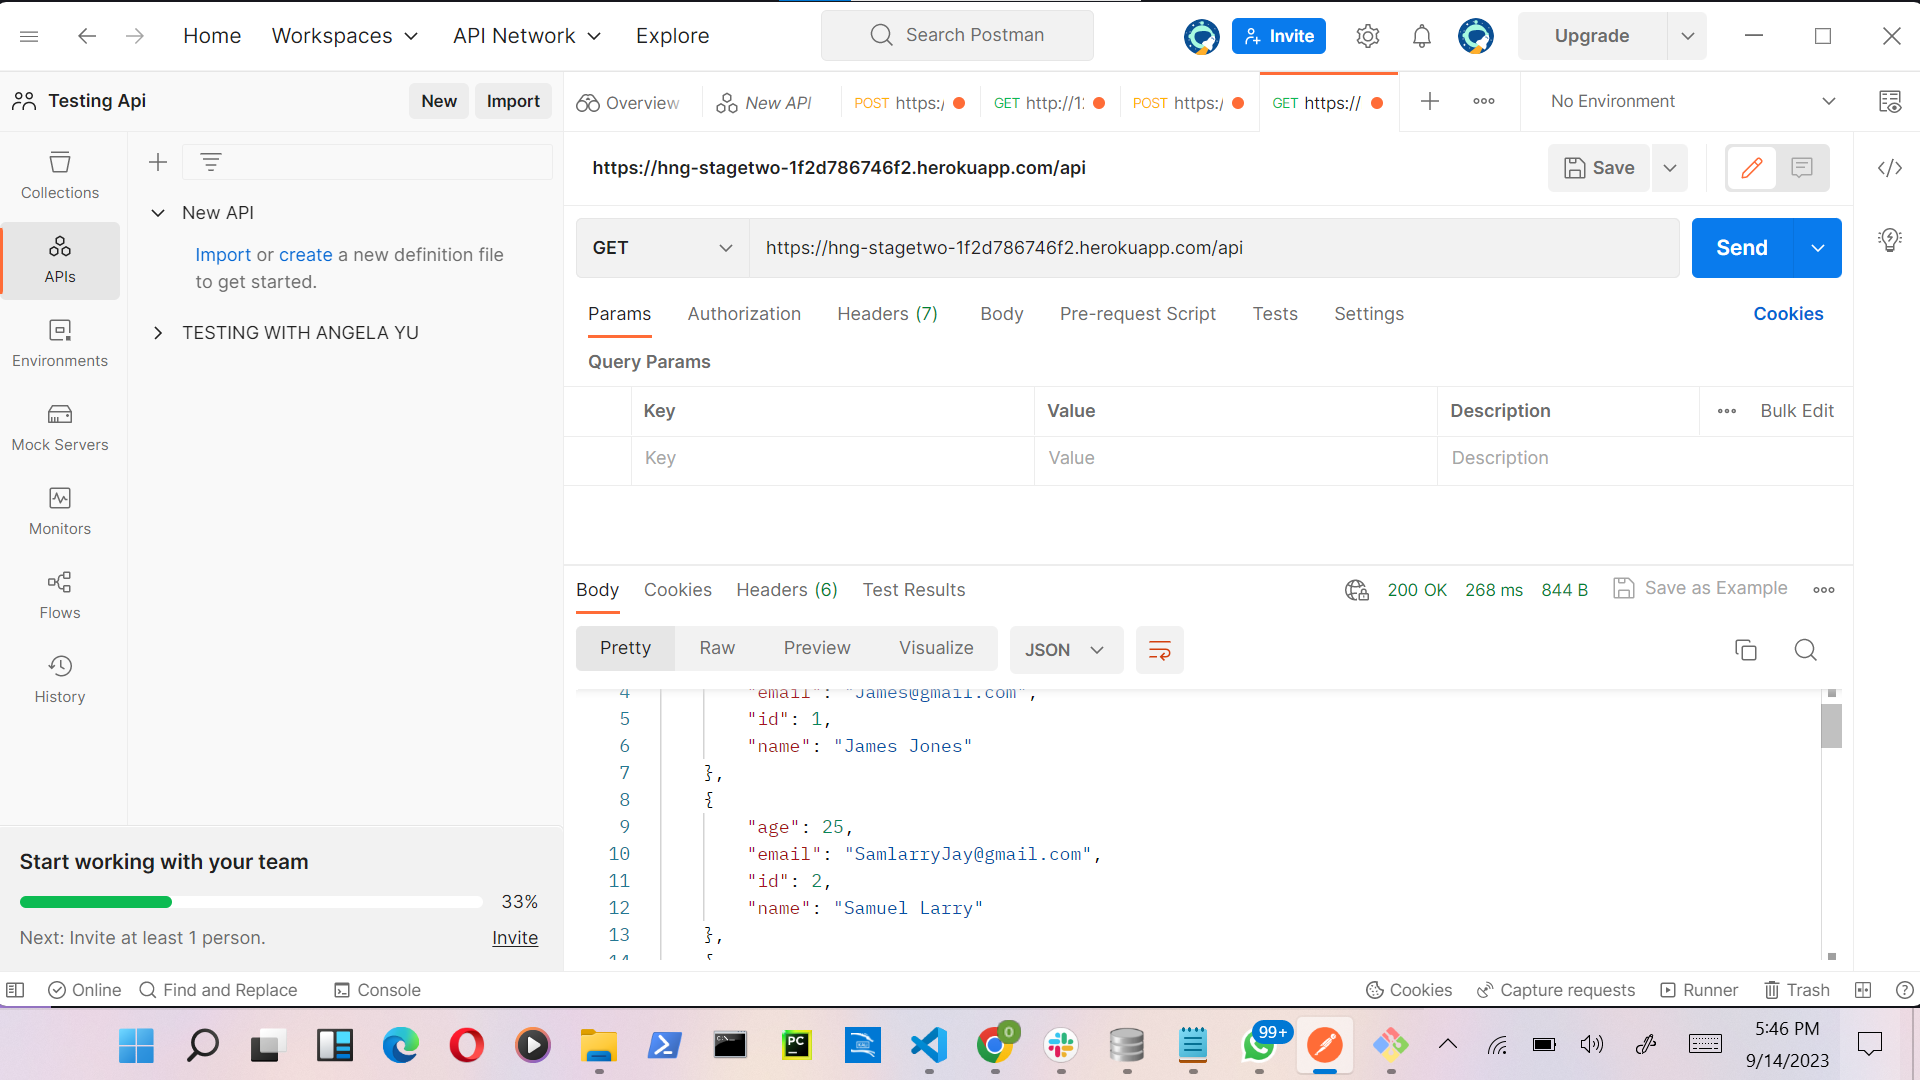 Home
Workspaces
API Network
Explore
Search Postman
Invite
Upgrade
Testing Api
New
Import
Overview
New API
POST https:/
GET http://1
POST https:/
GET https://
No Environment
https://hng-stagetwo-1f2d786746f2.herokuapp.com/api
Save
Collections
APIs
Environments
Mock Servers
Monitors
Flows
History
New API
Import or create a new definition file
to get started.
TESTING WITH ANGELA YU
GET
https://hng-stagetwo-1f2d786746f2.herokuapp.com/api
Send
Params
Authorization
Headers (7)
Body
Pre-request Script
Tests
Settings
Cookies
Query Params
Key
Value
Description
Bulk Edit
Key
Value
Description
Body
Cookies
Headers (6)
Test Results
200 OK
268 ms
844 B
Save as Example
Pretty
Raw
Preview
Visualize
JSON
4 "email": "James@gmail.com",
5 "id": 1,
6 "name": "James Jones"
7 },
8 {
9 "age": 25,
10 "email": "SamlarryJay@gmail.com",
11 "id": 2,
12 "name": "Samuel Larry"
13 },
14 {
Start working with your team
33%
Next: Invite at least 1 person.
Invite
Online
Find and Replace
Console
Cookies
Capture requests
Runner
Trash
PC
0
99+
5:46 PM
9/14/2023